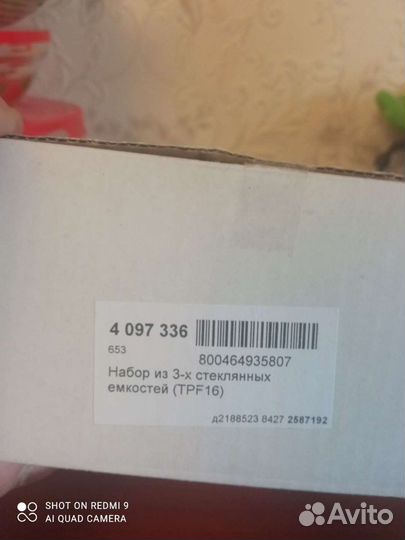 4 097 336
653
800464935807
Набор из 3-х стеклянных
емкостей (TPF16)
д2188523 8427 2587192
SHOT ON REDMI 9
AI QUAD CAMERA
Avito